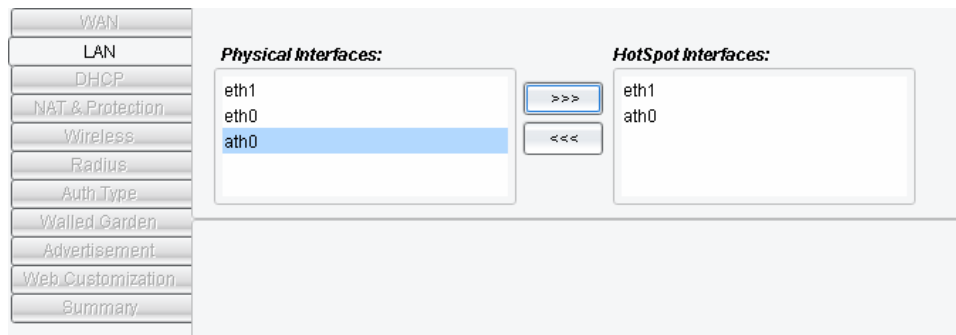 WAN
LAN
DHCP
NAT & Protection
Wireless
Radius
Auth Type
Walled Garden
Advertisement
Web Customization
Summary
Physical Interfaces:
eth1
eth0
ath0
>>>
<<<
HotSpot Interfaces:
eth1
ath0